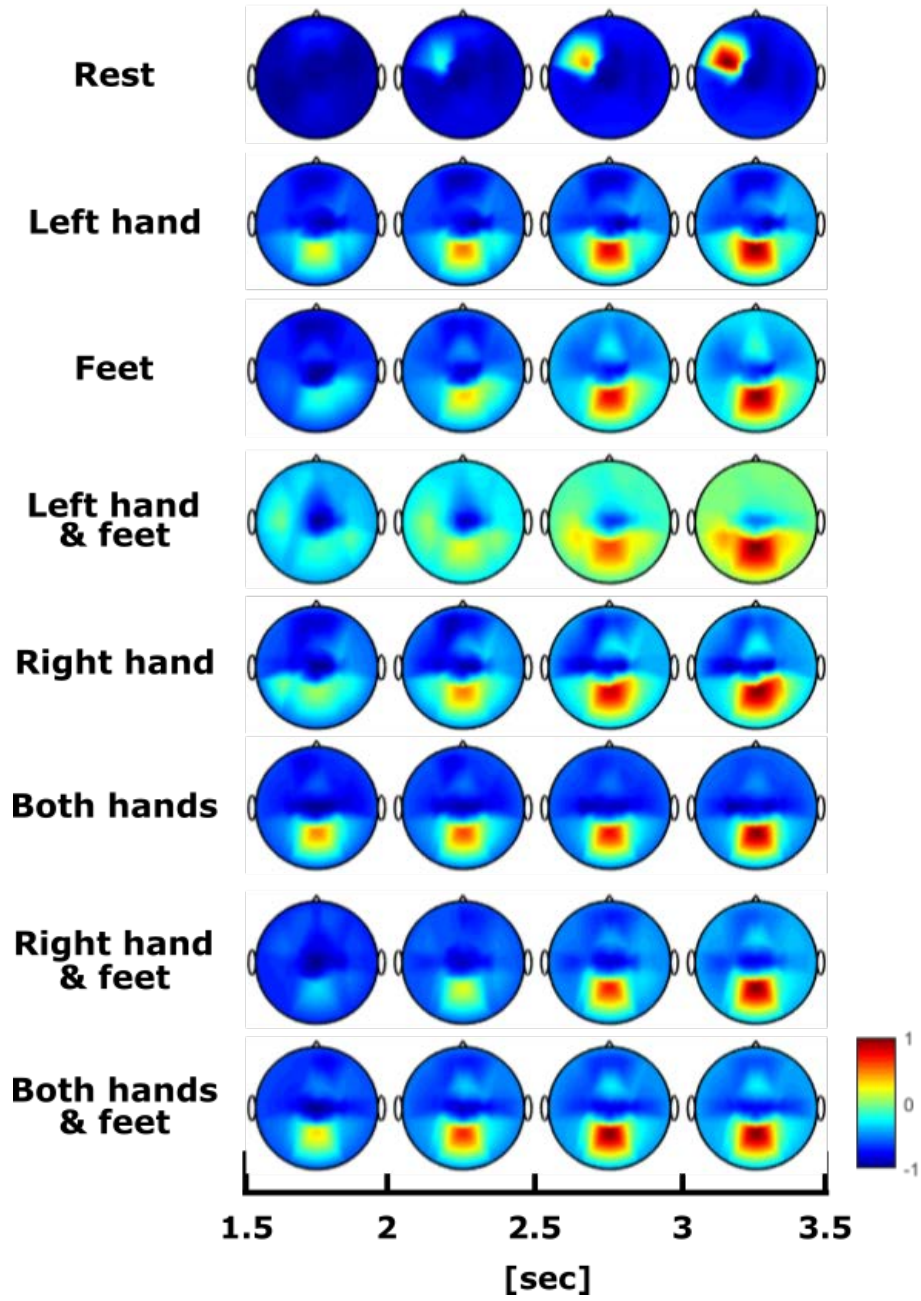 Rest
Left hand
Feet
Left hand
& feet
Right hand
Both hands
Right hand
& feet
Both hands
& feet
1
0
-1
1.5 2 2.5 3 3.5
[sec]